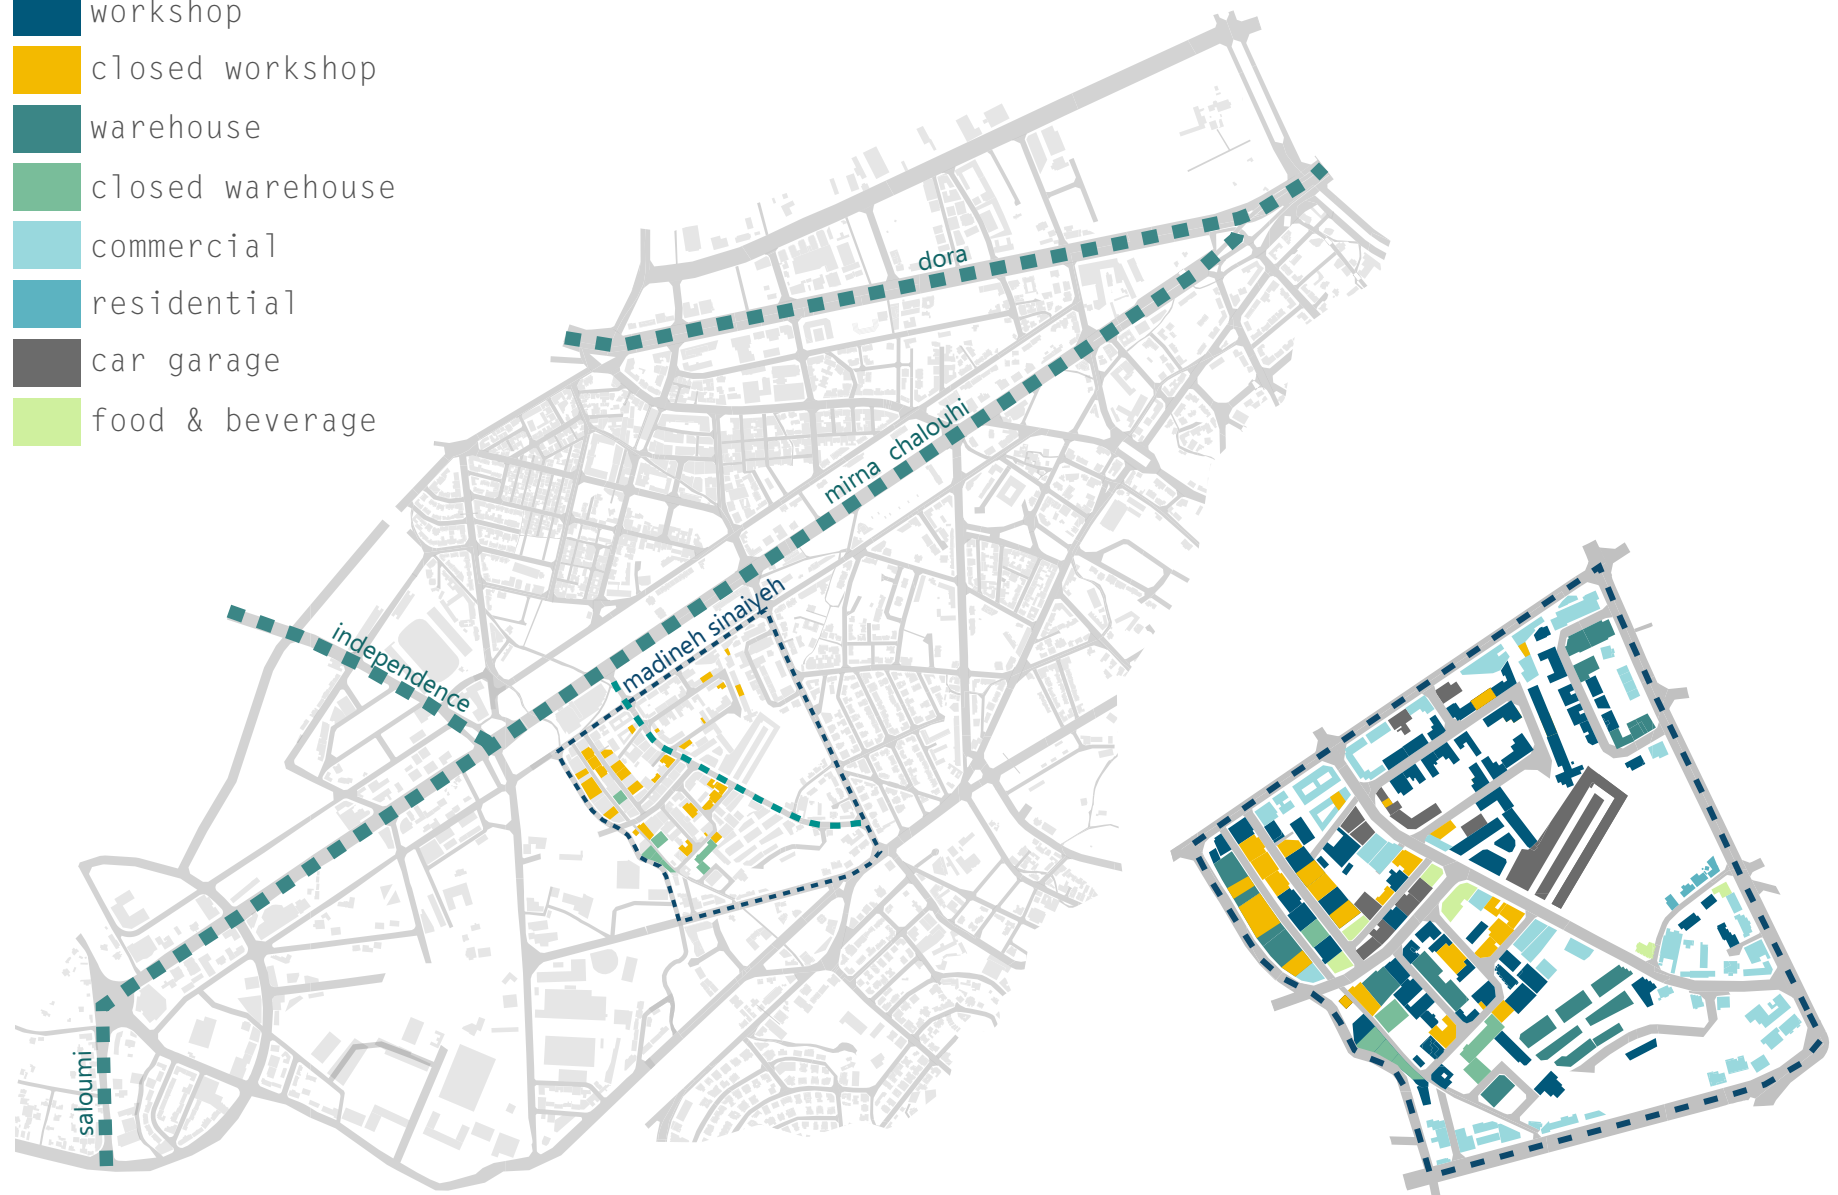 workshop
closed workshop
warehouse
closed warehouse
commercial
residential
car garage
food & beverage
dora
mirna chalouhi
madineh sinaiyeh
independence
saloumi